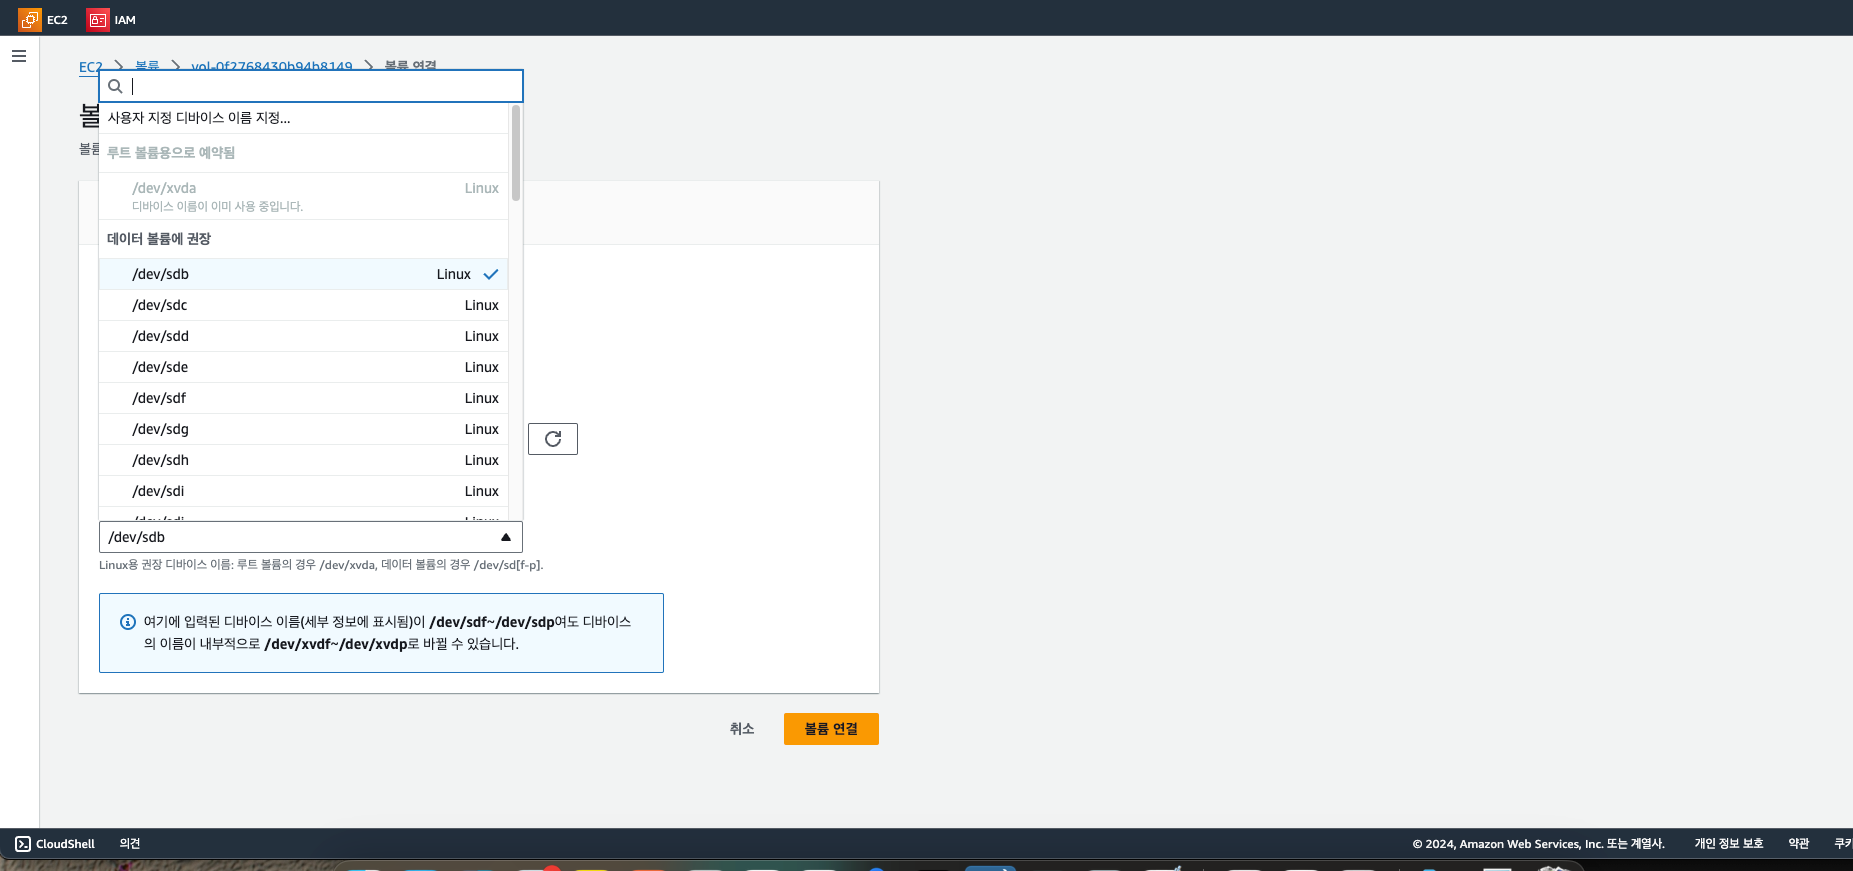 EC2 IAM
EC2 > 볼륨 > vol-0f2768430b94b8149 > 볼륨 연결
볼
볼륨
사용자 지정 디바이스 이름 지정...
루트 볼륨용으로 예약됨
/dev/xvda Linux
디바이스 이름이 이미 사용 중입니다.
데이터 볼륨에 권장
/dev/sdb Linux
/dev/sdc Linux
/dev/sdd Linux
/dev/sde Linux
/dev/sdf Linux
/dev/sdg Linux
/dev/sdh Linux
/dev/sdi Linux
/dev/sdj Linux
/dev/sdb
Linux용 권장 디바이스 이름: 루트 볼륨의 경우 /dev/xvda, 데이터 볼륨의 경우 /dev/sd[f-p].
여기에 입력된 디바이스 이름(세부 정보에 표시됨)이 /dev/sdf~/dev/sdp여도 디바이스
의 이름이 내부적으로 /dev/xvdf~/dev/xvdp로 바뀔 수 있습니다.
취소 볼륨 연결
CloudShell 의견 © 2024, Amazon Web Services, Inc. 또는 계열사. 개인 정보 보호 약관 쿠키